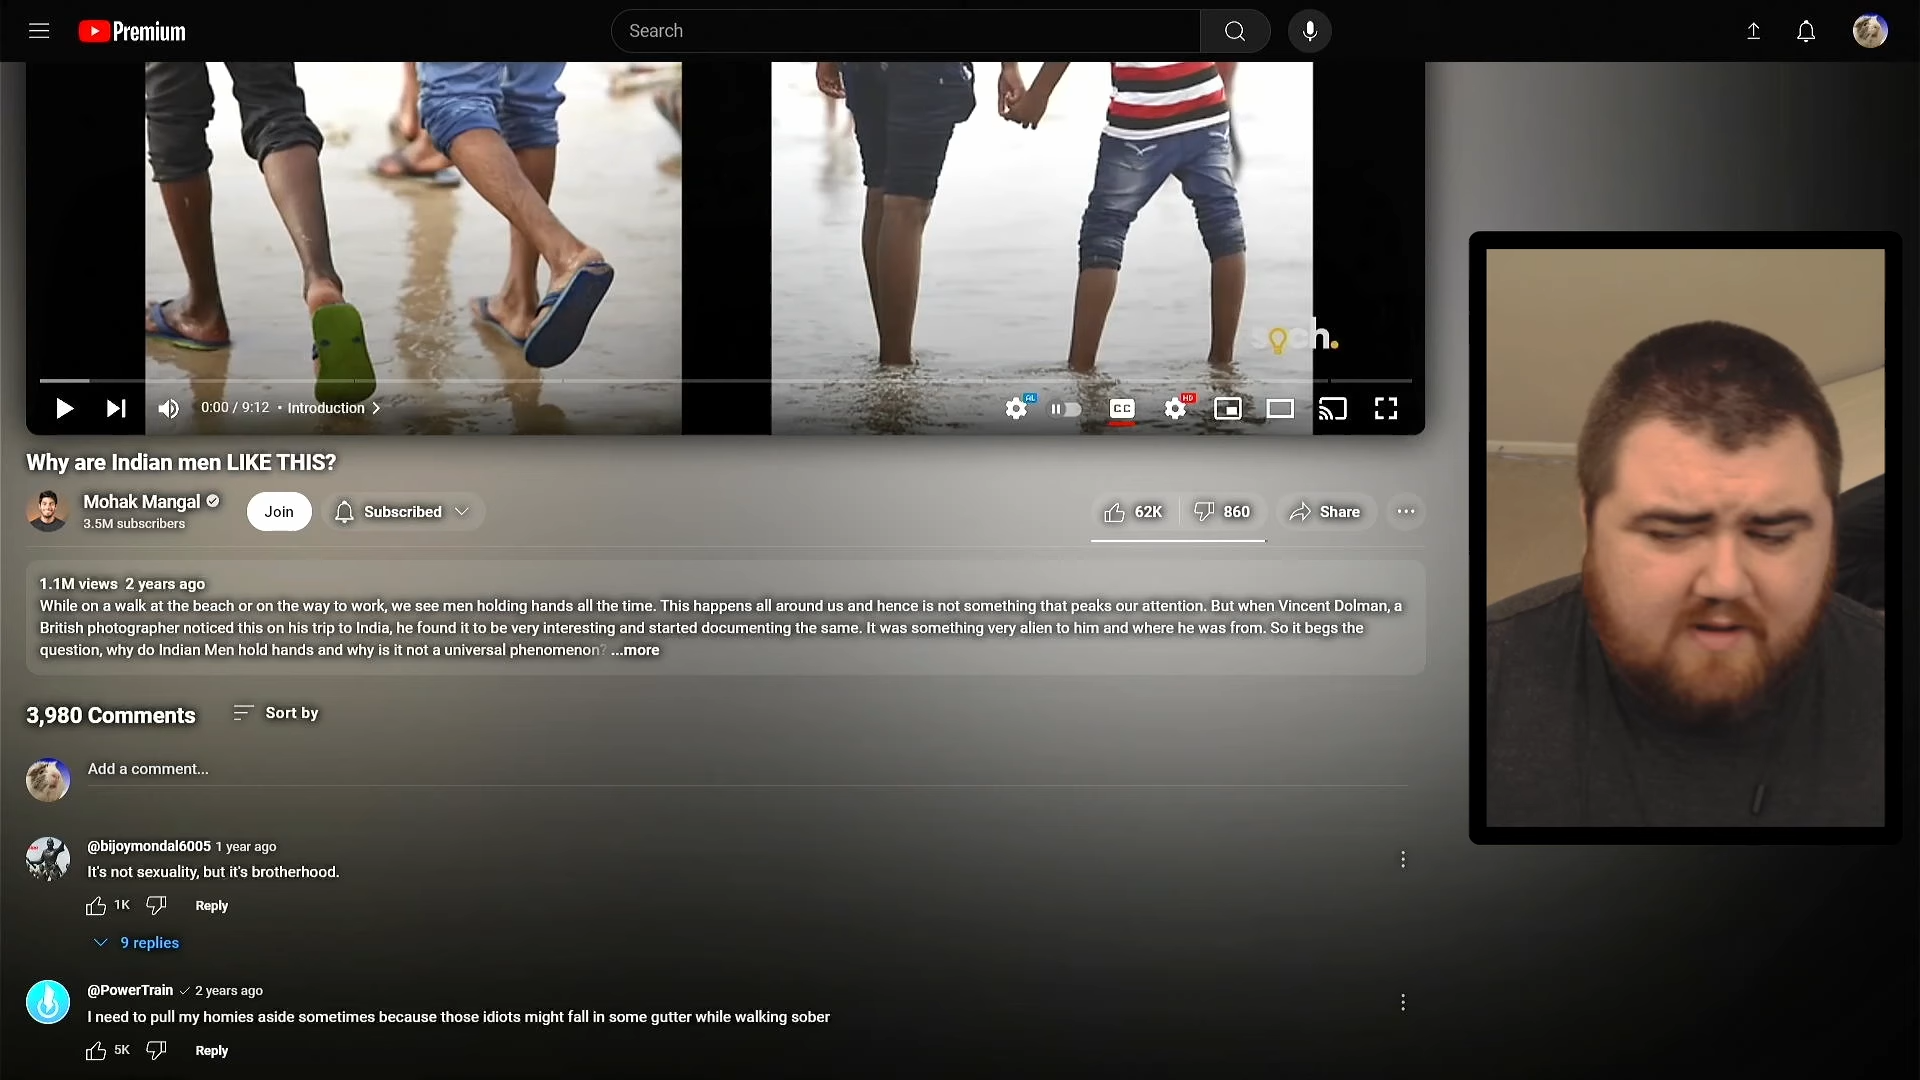 Premium
Search
s ch.
0:00 / 9:12 • Introduction
AL
CC
HD
Why are Indian men LIKE THIS?
Mohak Mangal
3.5M subscribers
Join
Subscribed
62K
860
Share
1.1M views 2 years ago
While on a walk at the beach or on the way to work, we see men holding hands all the time. This happens all around us and hence is not something that peaks our attention. But when Vincent Dolman, a
British photographer noticed this on his trip to India, he found it to be very interesting and started documenting the same. It was something very alien to him and where he was from. So it begs the
question, why do Indian Men hold hands and why is it not a universal phenomenon? ...more
3,980 Comments
Sort by
Add a comment...
@bijoymondal6005 1 year ago
It's not sexuality, but it's brotherhood.
1K
Reply
9 replies
@PowerTrain 2 years ago
I need to pull my homies aside sometimes because those idiots might fall in some gutter while walking sober
5K
Reply